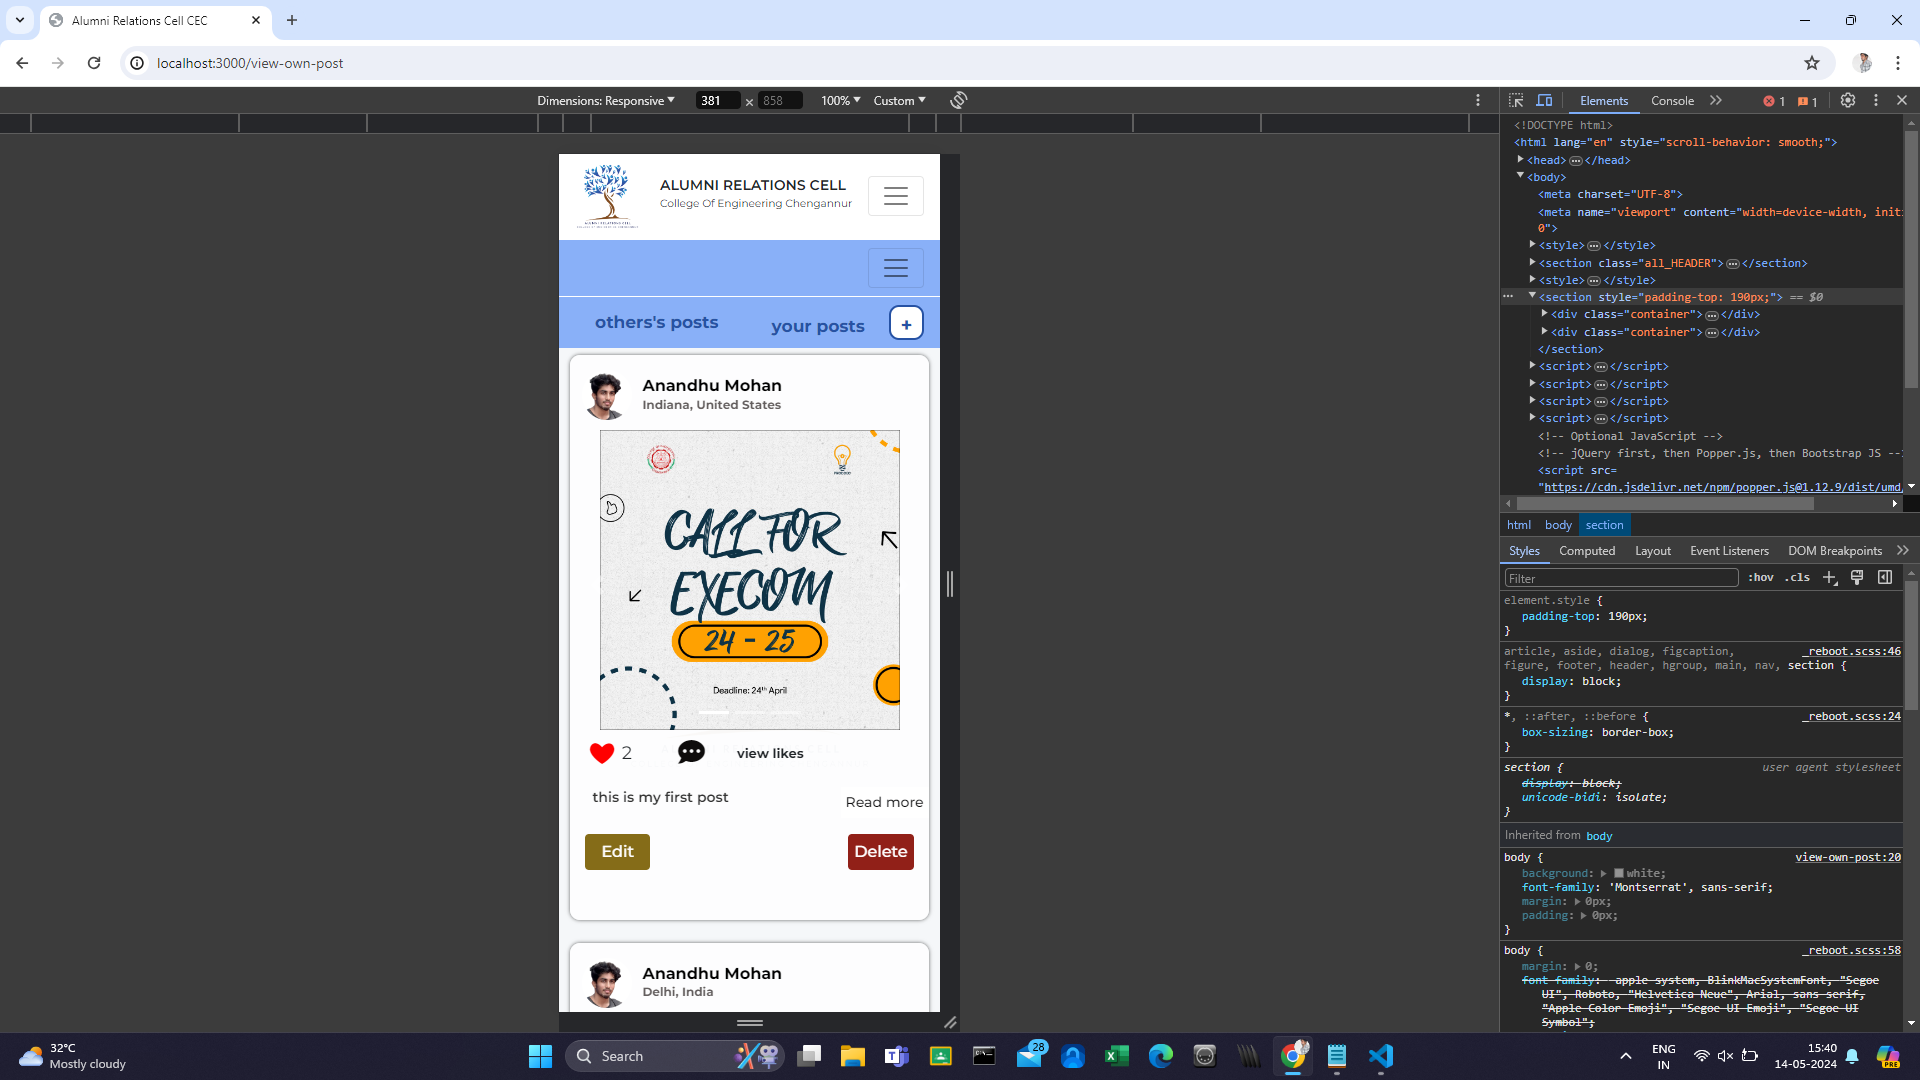 Alumni Relations Cell CEC
localhost:3000/view-own-post
Dimensions: Responsive 381 × 858 100% Custom
Elements Console 1 1
ALUMNI RELATIONS CELL
College Of Engineering Chengannur
others's posts your posts +
Anandhu Mohan
Indiana, United States
CALL FOR
EXECOM
24 - 25
Deadline: 24th April
2 view likes
this is my first post
Read more
Edit Delete
Anandhu Mohan
Delhi, India
<!DOCTYPE html>
<html lang="en" style="scroll-behavior: smooth;">
<head> </head>
<body>
<meta charset="UTF-8">
<meta name="viewport" content="width=device-width, init
0">
<style> </style>
<section class="all_HEADER"> </section>
<style> </style>
<section style="padding-top: 190px;"> == $0
<div class="container"> </div>
<div class="container"> </div>
</section>
<script> </script>
<script> </script>
<script> </script>
<script> </script>
<!-- Optional JavaScript -->
<!-- jQuery first, then Popper.js, then Bootstrap JS --
<script src=
"https://cdn.jsdelivr.net/npm/popper.js@1.12.9/dist/umd/
html body section
Styles Computed Layout Event Listeners DOM Breakpoints
Filter :hov .cls
element.style {
padding-top: 190px;
}
article, aside, dialog, figcaption, _reboot.scss:46
figure, footer, header, hgroup, main, nav, section {
display: block;
}
*, ::after, ::before { _reboot.scss:24
box-sizing: border-box;
}
section { user agent stylesheet
display: block;
unicode-bidi: isolate;
}
Inherited from body
body { view-own-post:20
background: white;
font-family: 'Montserrat', sans-serif;
margin: 0px;
padding: 0px;
}
body { _reboot.scss:58
margin: 0;
font-family: -apple-system, BlinkMacSystemFont, "Segoe
UI", Roboto, "Helvetica Neue", Arial, sans-serif,
"Apple Color Emoji", "Segoe UI Emoji", "Segoe UI
Symbol";
32°C
Mostly cloudy
Search
28
ENG
IN
15:40
14-05-2024
PRE